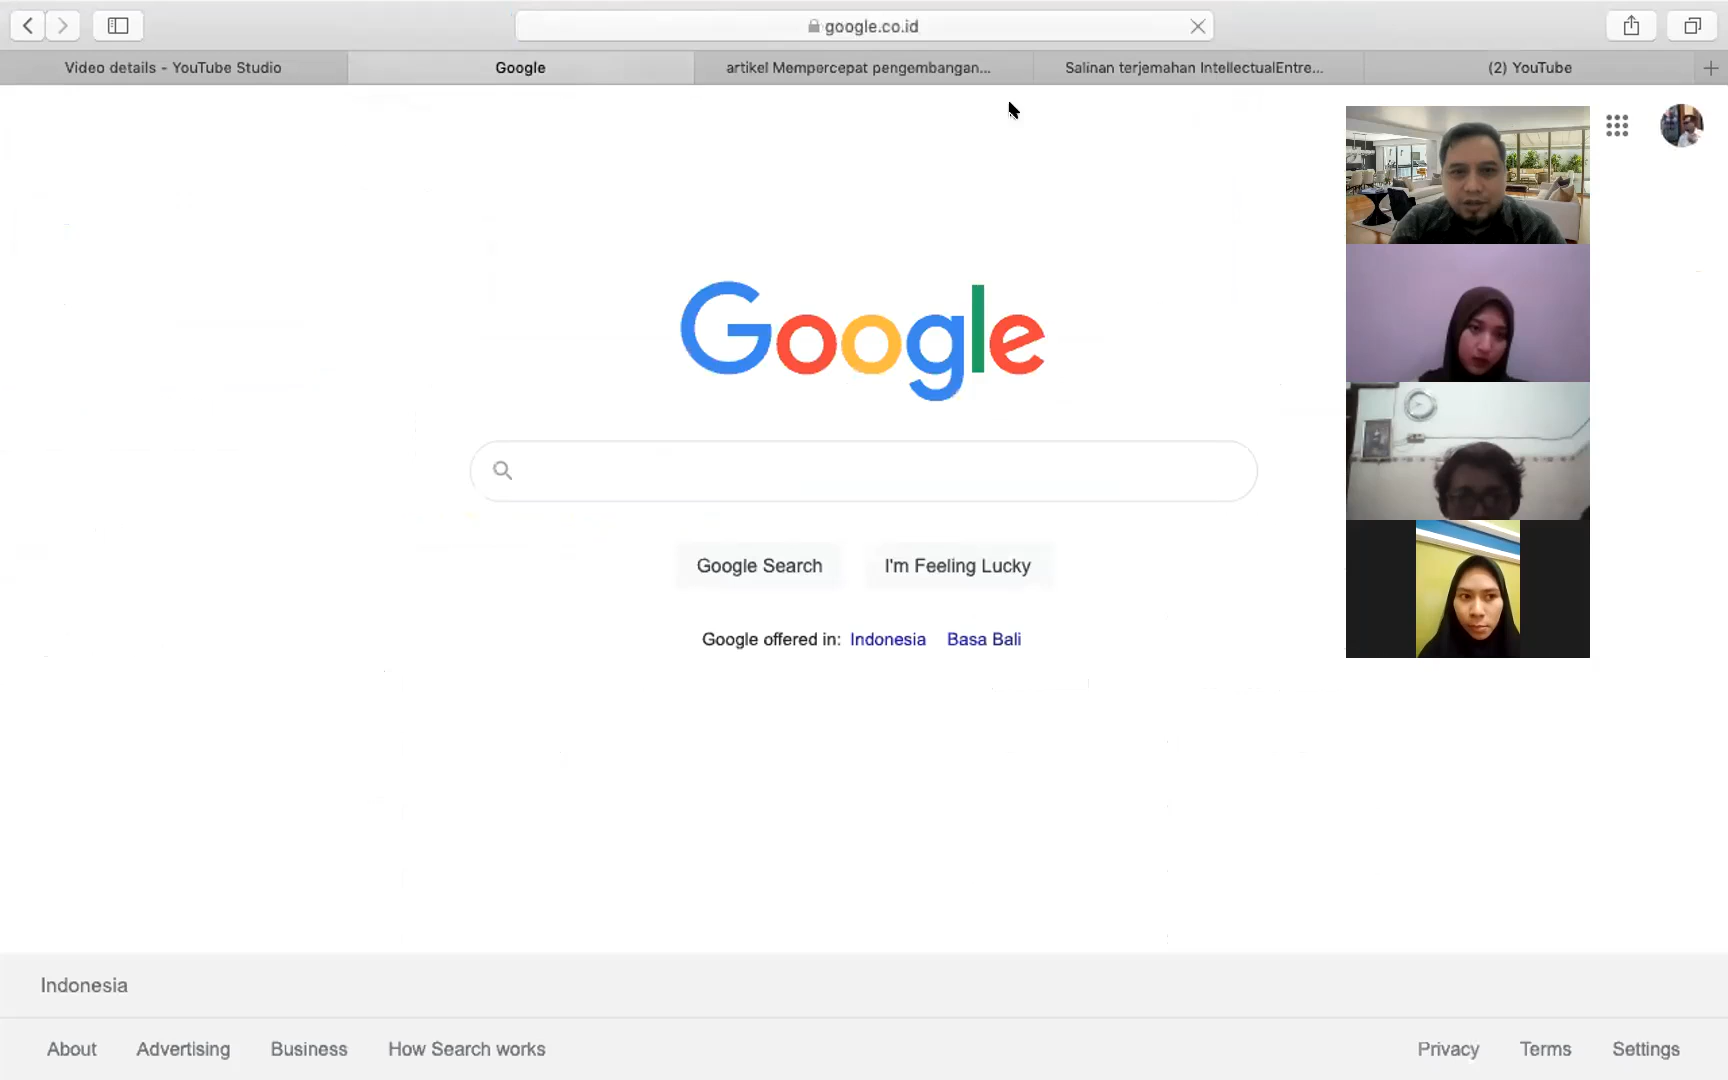 google.co.id
Video details - YouTube Studio
Google
artikel Mempercepat pengembangan...
Salinan terjemahan IntellectualEntre...
(2) YouTube
Google
Google Search
I'm Feeling Lucky
Google offered in: Indonesia Basa Bali
Indonesia
About
Advertising
Business
How Search works
Privacy
Terms
Settings